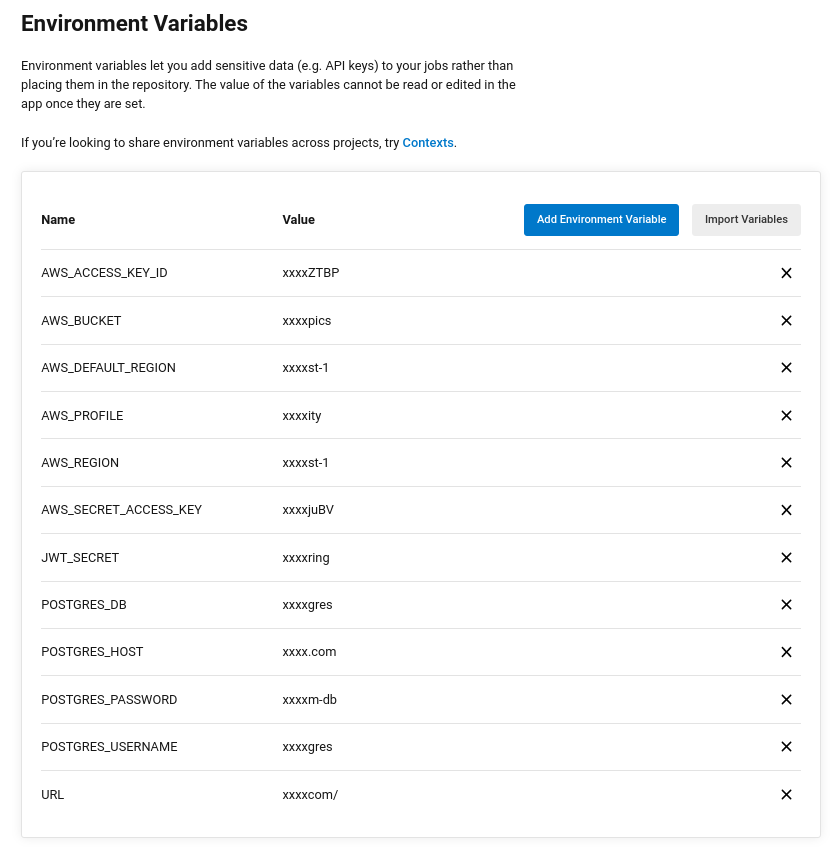 Environment Variables
Environment variables let you add sensitive data (e.g. API keys) to your jobs rather than
placing them in the repository. The value of the variables cannot be read or edited in the
app once they are set.
If you’re looking to share environment variables across projects, try Contexts.
Name Value Add Environment Variable Import Variables
AWS_ACCESS_KEY_ID xxxxZTBP
AWS_BUCKET xxxxpics
AWS_DEFAULT_REGION xxxxst-1
AWS_PROFILE xxxxity
AWS_REGION xxxxst-1
AWS_SECRET_ACCESS_KEY xxxxjuBV
JWT_SECRET xxxxring
POSTGRES_DB xxxxgres
POSTGRES_HOST xxxx.com
POSTGRES_PASSWORD xxxxm-db
POSTGRES_USERNAME xxxxgres
URL xxxxcom/